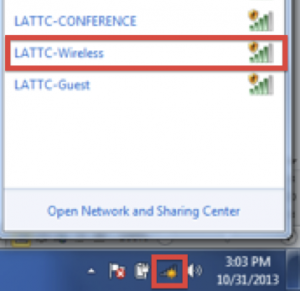 LATTC-CONFERENCE
LATTC-Wireless
LATTC-Guest
Open Network and Sharing Center
3:03 PM
10/31/2013